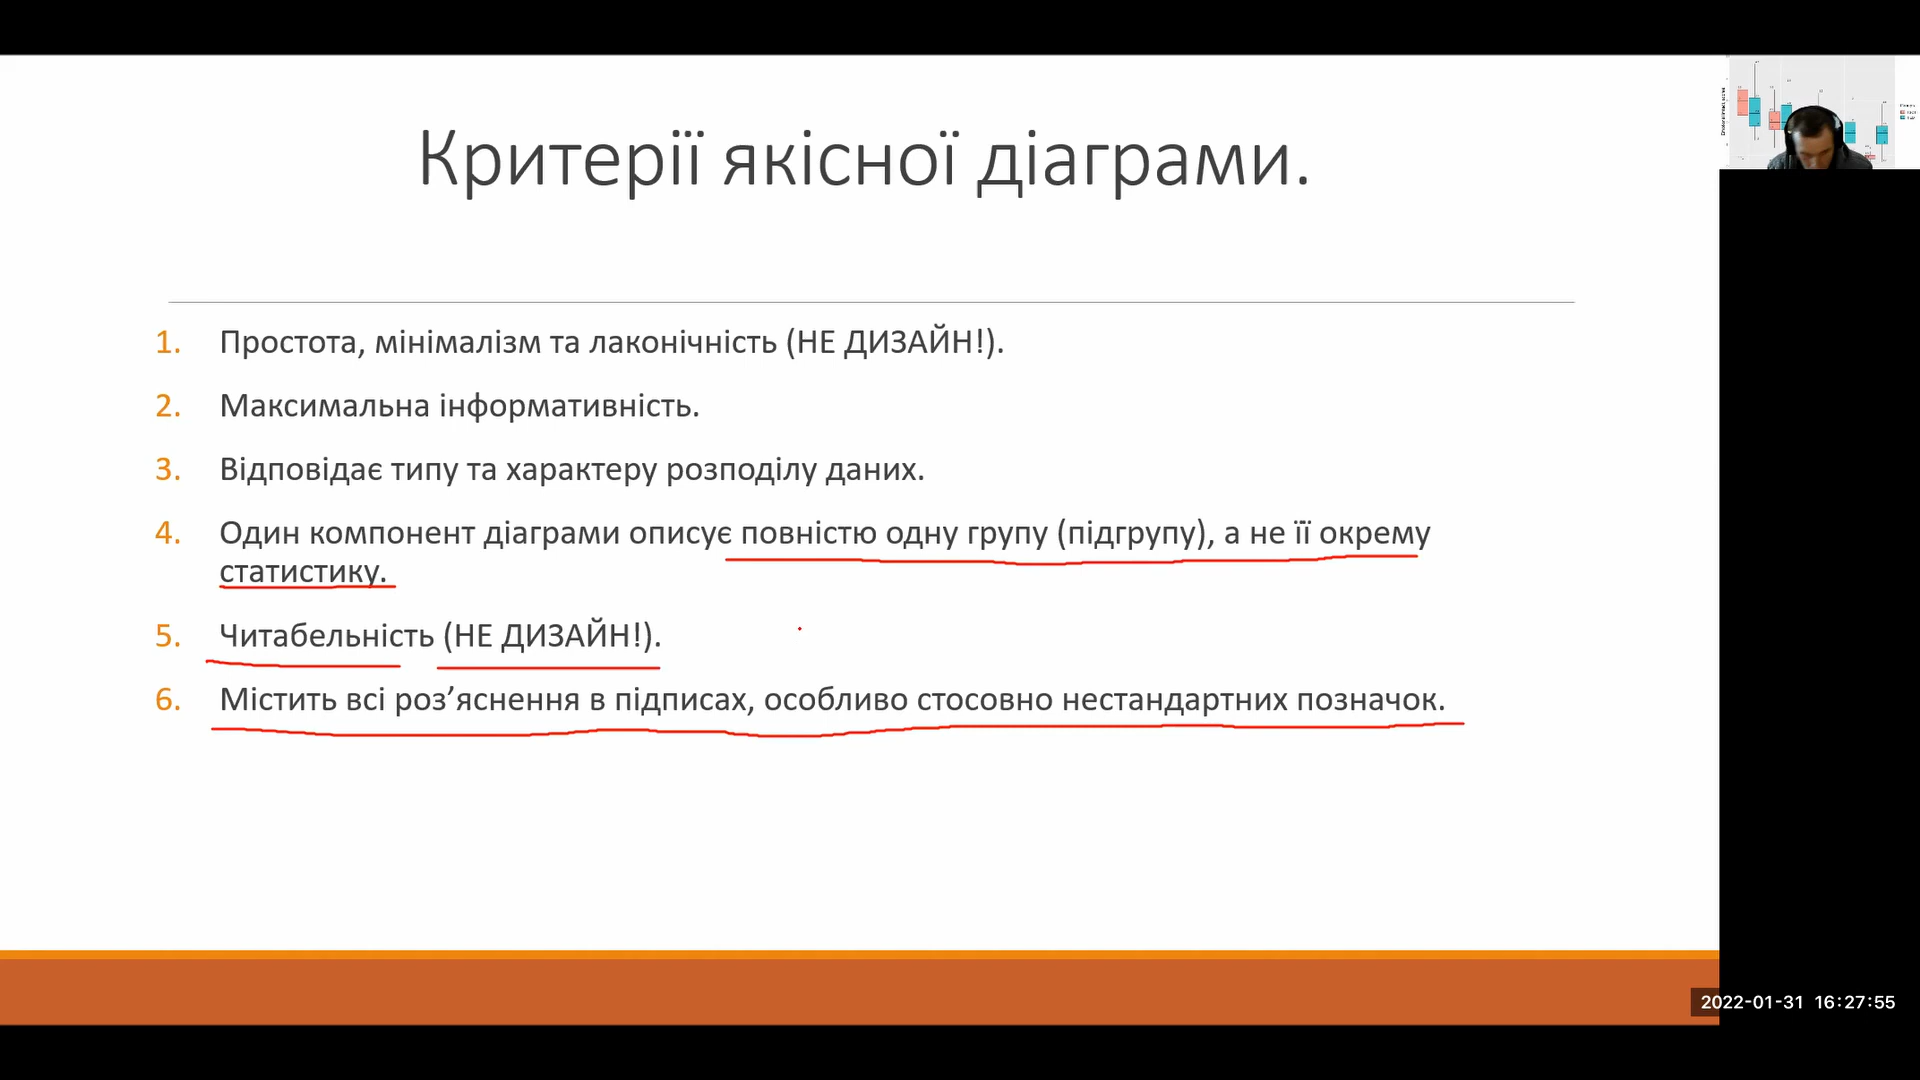 Критерії якісної діаграми.
1. Простота, мінімалізм та лаконічність (НЕ ДИЗАЙН!).
2. Максимальна інформативність.
3. Відповідає типу та характеру розподілу даних.
4. Один компонент діаграми описує повністю одну групу (підгрупу), а не її окрему
статистику.
5. Читабельність (НЕ ДИЗАЙН!).
6. Містить всі роз’яснення в підписах, особливо стосовно нестандартних позначок.
2022-01-31 16:27:55